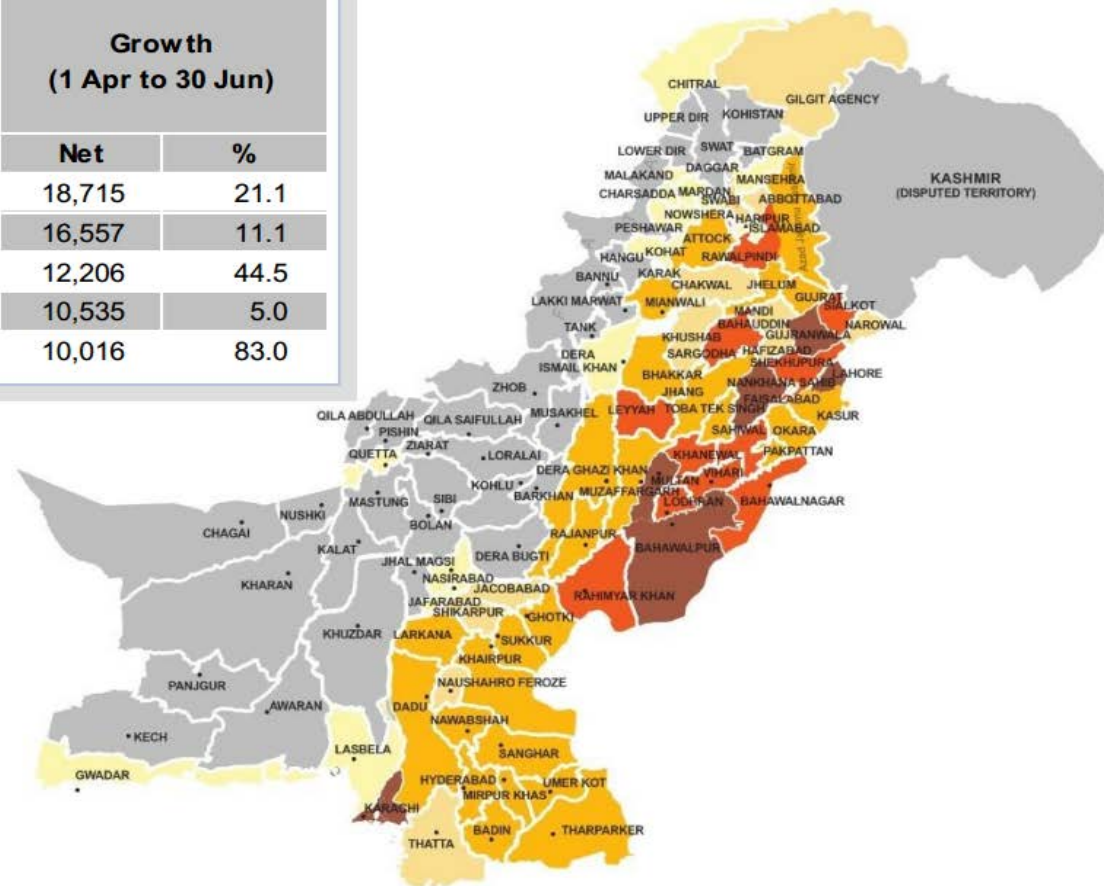 Growth
(1 Apr to 30 Jun)
Net %
18,715 21.1
16,557 11.1
12,206 44.5
10,535 5.0
10,016 83.0
CHITRAL
GILGIT AGENCY
UPPER DIR
KOHISTAN
LOWER DIR
SWAT
BATGRAM
DAGGAR
MALAKAND
MANSEHRA
KASHMIR
(DISPUTED TERRITORY)
CHARSADDA
MARDAN
SWABI
ABBOTTABAD
NOWSHERA
HARIPUR
PESHAWAR
ISLAMABAD
ATTOCK
KOHAT
RAWALPINDI
HANGU
Azad
BANNU
KARAK
CHAKWAL
JHELUM
LAKKI MARWAT
MIANWALI
GUJRAT
SIALKOT
MANDI
BAHAUDDIN
TANK
KHUSHAB
GUJRANWALA
NAROWAL
DERA
ISMAIL KHAN
SARGODHA
HAFIZABAD
SHEKHUPURA
BHAKKAR
LAHORE
ZHOB
JHANG
NANKHANA SAHIB
FAISALABAD
QILA ABDULLAH
QILA SAIFULLAH
MUSAKHEL
LEYYAH
TOBA TEK SINGH
KASUR
PISHIN
ZIARAT
SAHIWAL
OKARA
QUETTA
LORALAI
KHANEWAL
PAKPATTAN
DERA GHAZI KHAN
MULTAN
VIHARI
KOHLU
MUZAFFARGARH
MASTUNG
SIBI
BARKHAN
LODHRAN
BAHAWALNAGAR
NUSHKI
BOLAN
CHAGAI
RAJANPUR
KALAT
BAHAWALPUR
DERA BUGTI
JHAL MAGSI
KHARAN
NASIRABAD
JACOBABAD
RAHIMYAR KHAN
JAFARABAD
SHIKARPUR
GHOTKI
KHUZDAR
LARKANA
SUKKUR
KHAIRPUR
PANJGUR
NAUSHAHRO FEROZE
AWARAN
DADU
NAWABSHAH
KECH
LASBELA
SANGHAR
GWADAR
HYDERABAD
UMER KOT
MIRPUR KHAS
KARACHI
BADIN
THARPARKER
THATTA